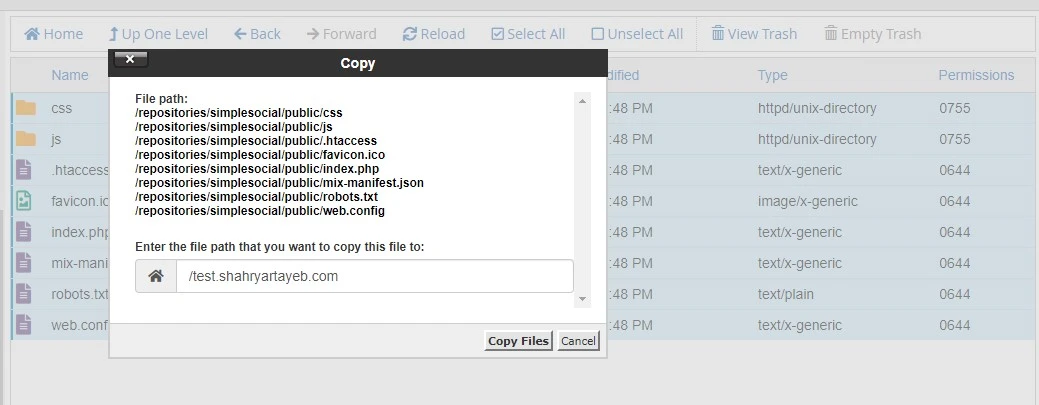 Home Up One Level Back Forward Reload Select All Unselect All View Trash Empty Trash
× Copy
Name dified Type Permissions
File path:
/repositories/simplesocial/public/css
/repositories/simplesocial/public/js
/repositories/simplesocial/public/.htaccess
/repositories/simplesocial/public/favicon.ico
/repositories/simplesocial/public/index.php
/repositories/simplesocial/public/mix-manifest.json
/repositories/simplesocial/public/robots.txt
/repositories/simplesocial/public/web.config
Enter the file path that you want to copy this file to:
/test.shahryartayeb.com
Copy Files Cancel
css :48 PM httpd/unix-directory 0755
js :48 PM httpd/unix-directory 0755
.htaccess :48 PM text/x-generic 0644
favicon.ic :48 PM image/x-generic 0644
index.php :48 PM text/x-generic 0644
mix-mani :48 PM text/x-generic 0644
robots.txt :48 PM text/plain 0644
web.conf :48 PM text/x-generic 0644